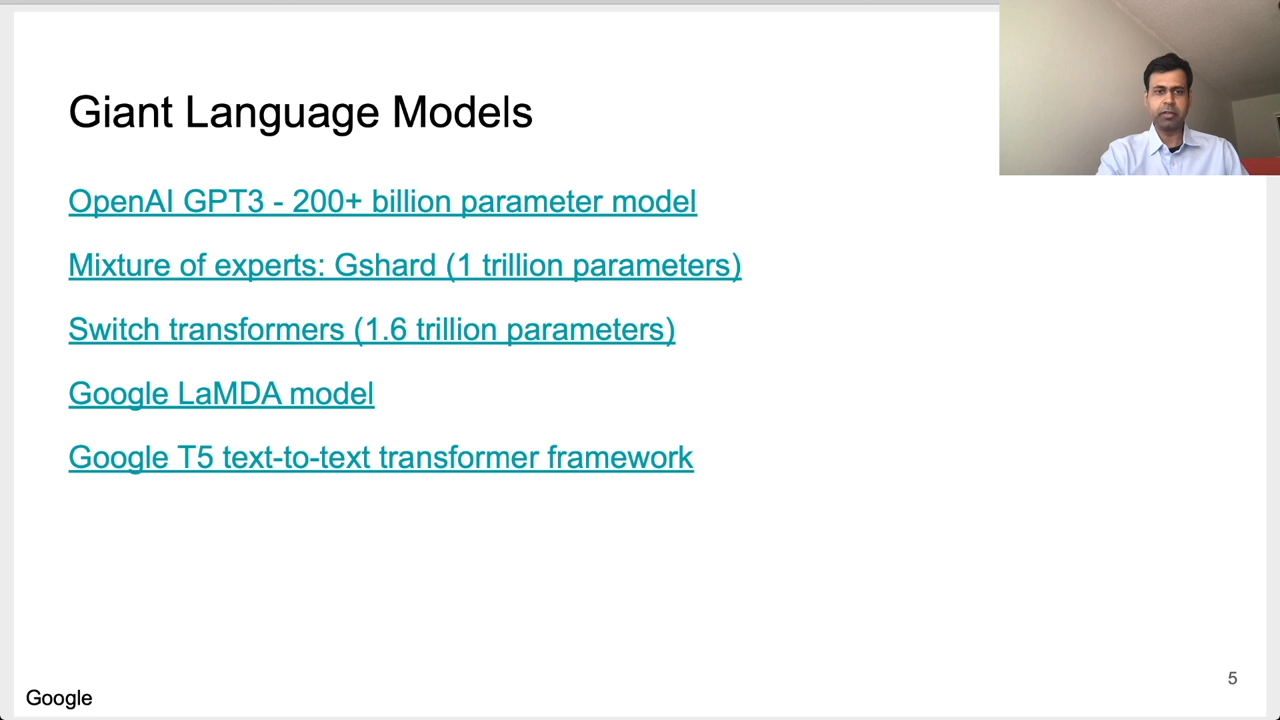 Giant Language Models
OpenAI GPT3 - 200+ billion parameter model
Mixture of experts: Gshard (1 trillion parameters)
Switch transformers (1.6 trillion parameters)
Google LaMDA model
Google T5 text-to-text transformer framework
5
Google